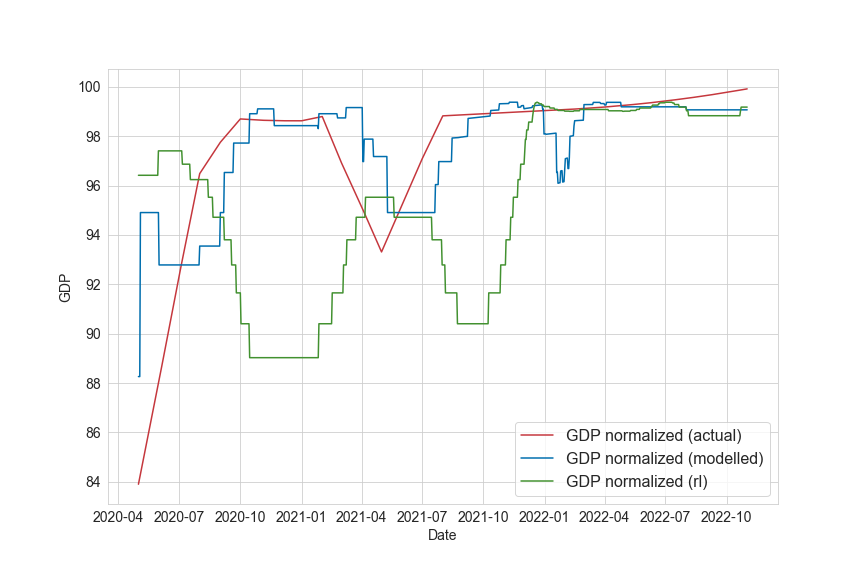 100
98
96
94
92
90
88
86
84
GDP
2020-04 2020-07 2020-10 2021-01 2021-04 2021-07 2021-10 2022-01 2022-04 2022-07 2022-10
Date
GDP normalized (actual)
GDP normalized (modelled)
GDP normalized (rl)